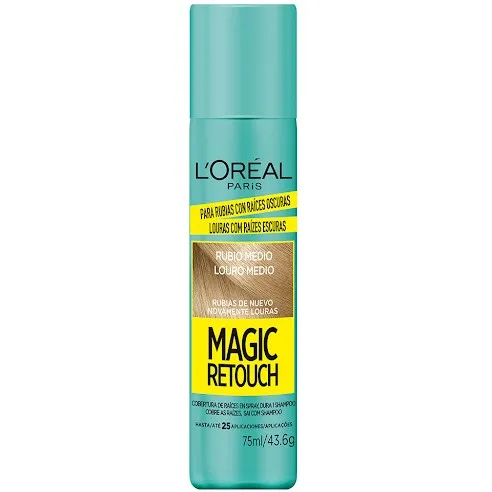 L'ORÉAL
PARIS
PARA RUBIAS CON RAÍCES OSCURAS
LOURAS COM RAÍZES ESCURAS
RUBIO MEDIO
LOURO MEDIO
RUBIAS DE NUEVO
NOVAMENTE LOURAS
MAGIC
RETOUCH
COBERTURA DE RAÍCES EN SPRAY, DURA 1 SHAMPOO
COBRE AS RAÍZES, SAI COM SHAMPOO
HASTA/ATÉ 25 APLICACIONES/APLICAÇÕES
75ml/43.6g